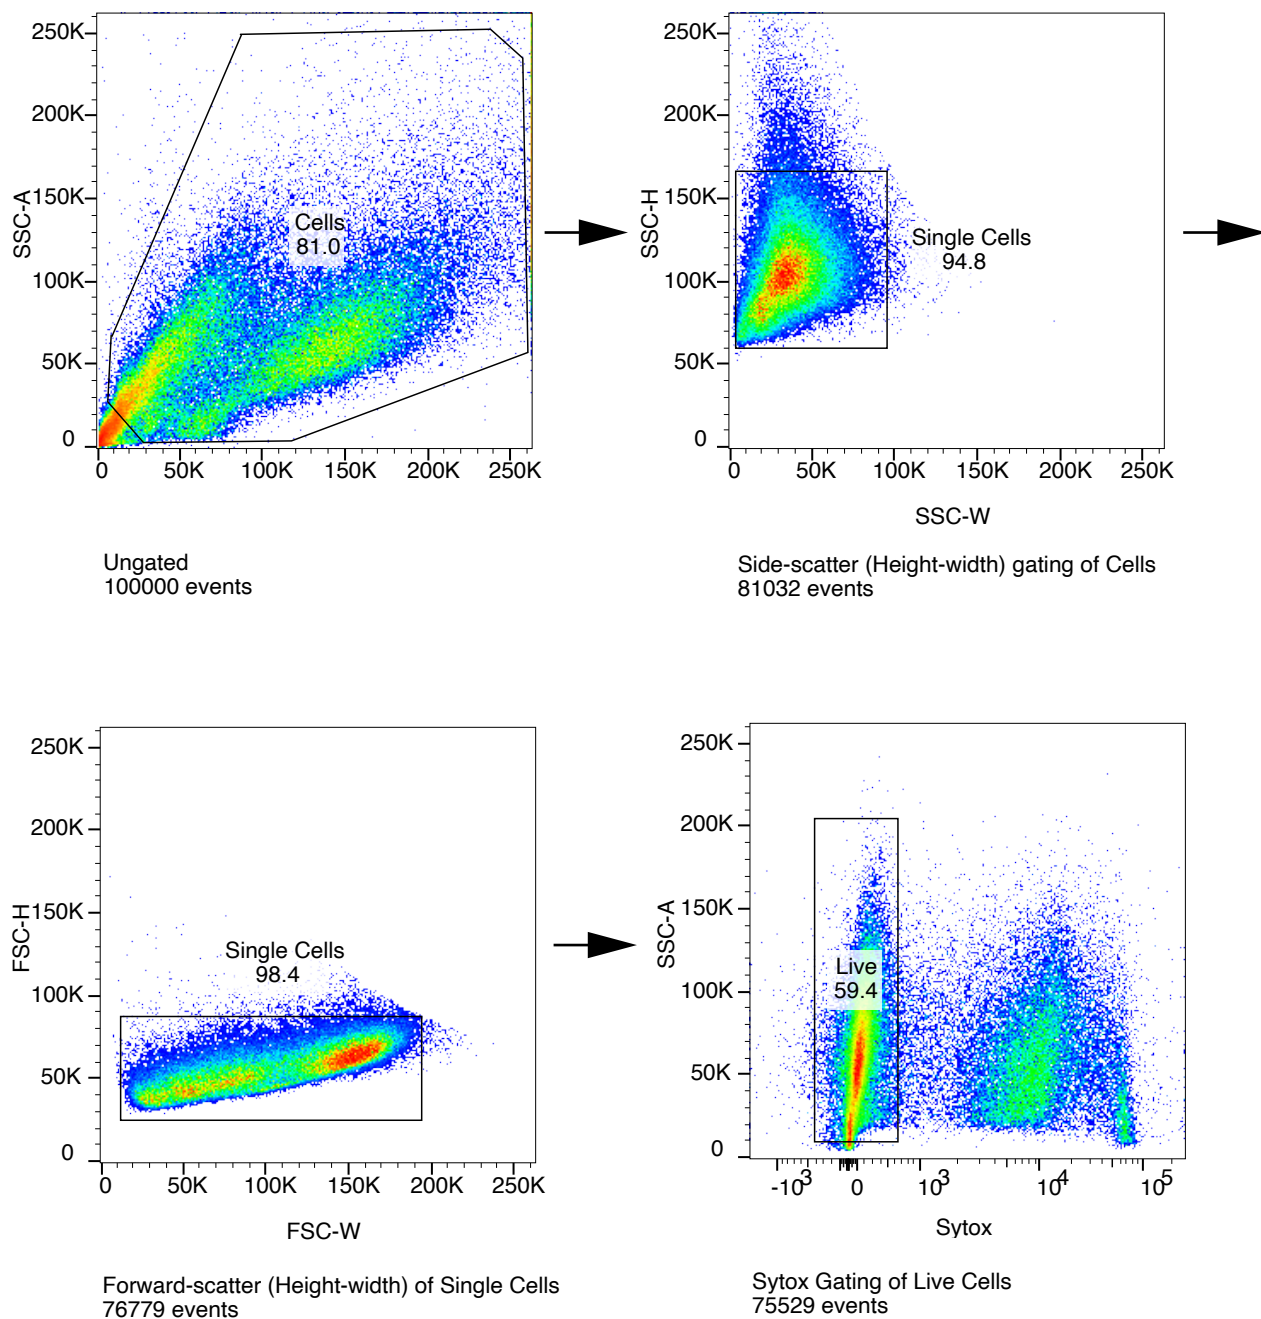 250K
200K
150K
100K
50K
0
SSC-A
Cells
81.0
0 50K 100K 150K 200K 250K
Ungated
100000 events
250K
200K
150K
100K
50K
0
SSC-H
Single Cells
94.8
0 50K 100K 150K 200K 250K
SSC-W
Side-scatter (Height-width) gating of Cells
81032 events
250K
200K
150K
100K
50K
0
FSC-H
Single Cells
98.4
0 50K 100K 150K 200K 250K
FSC-W
Forward-scatter (Height-width) of Single Cells
76779 events
250K
200K
150K
100K
50K
0
SSC-A
Live
59.4
-10³ 0 10³ 10⁴ 10⁵
Sytox
Sytox Gating of Live Cells
75529 events